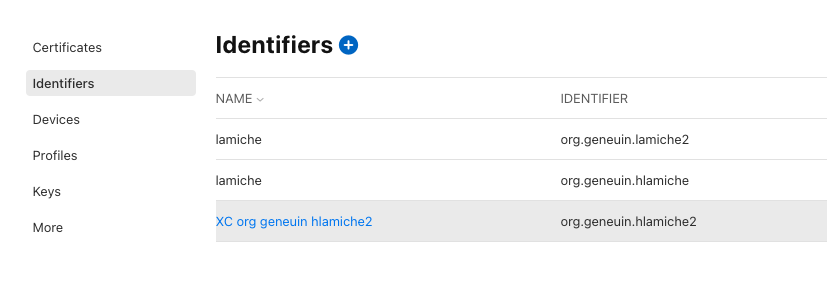 Identifiers
Certificates
Identifiers
Devices
Profiles
Keys
More
NAME IDENTIFIER
lamiche org.geneuin.lamiche2
lamiche org.geneuin.hlamiche
XC org geneuin hlamiche2 org.geneuin.hlamiche2